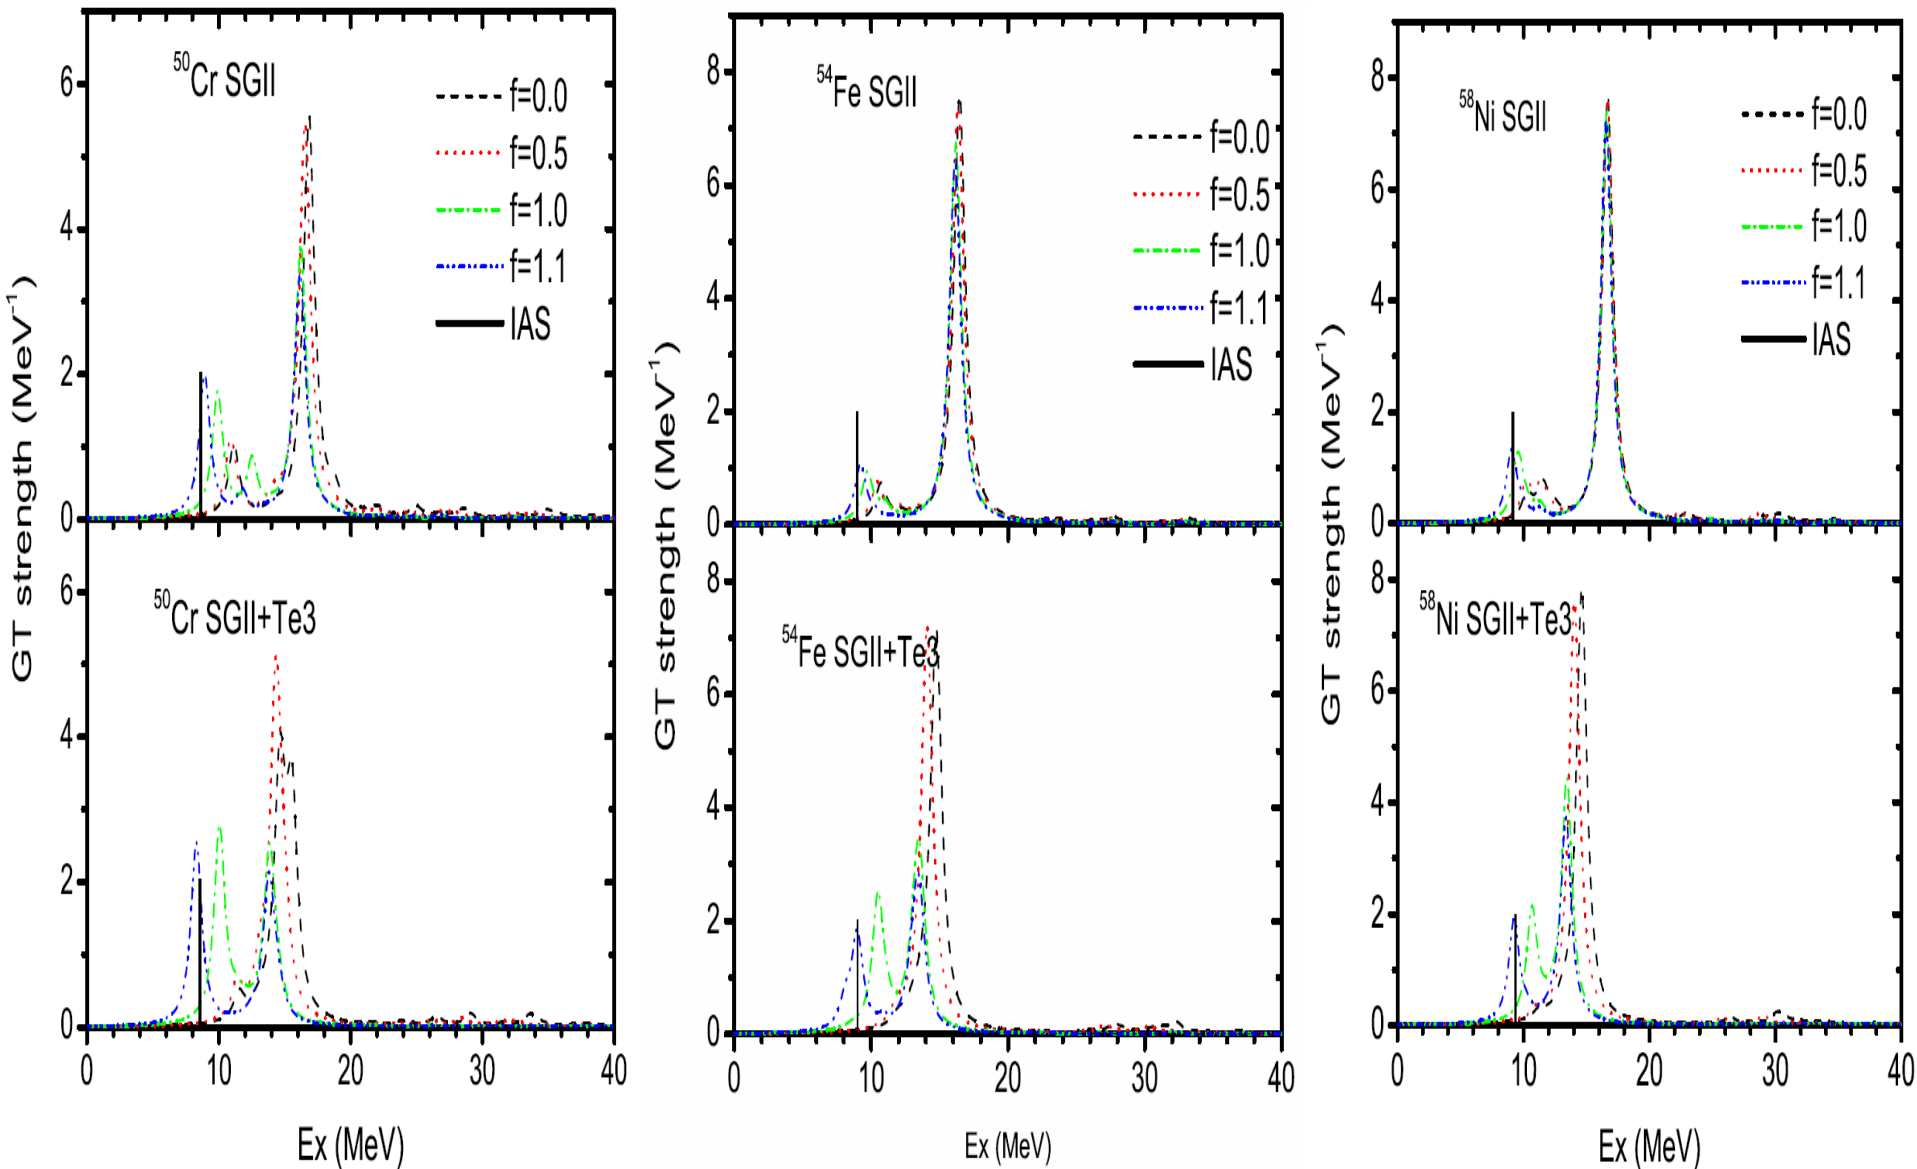 GT strength (MeV⁻¹)
⁵⁰Cr SGII
f=0.0
f=0.5
f=1.0
f=1.1
IAS
6
4
2
0
⁵⁰Cr SGII+Te3
6
4
2
0
0 10 20 30 40
Ex (MeV)
GT strength (MeV⁻¹)
⁵⁴Fe SGII
f=0.0
f=0.5
f=1.0
f=1.1
IAS
8
6
4
2
0
⁵⁴Fe SGII+Te3
8
6
4
2
0
0 10 20 30 40
Ex (MeV)
GT strength (MeV⁻¹)
⁵⁸Ni SGII
f=0.0
f=0.5
f=1.0
f=1.1
IAS
8
6
4
2
0
⁵⁸Ni SGII+Te3
8
6
4
2
0
0 10 20 30 40
Ex (MeV)